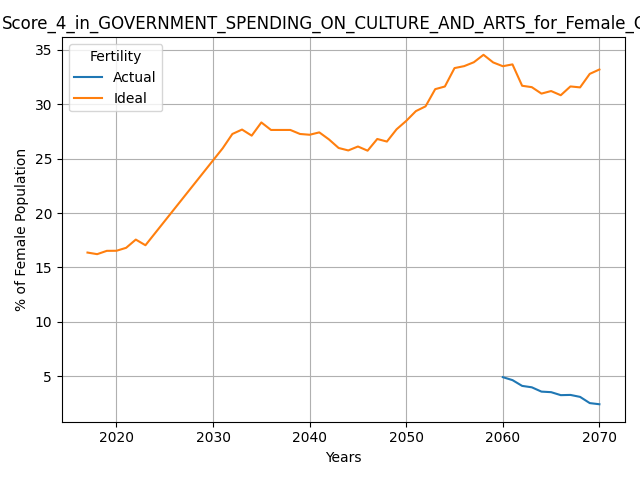 Score_4_in_GOVERNMENT_SPENDING_ON_CULTURE_AND_ARTS_for_Female_
Fertility
Actual
Ideal
35
30
25
20
15
10
5
% of Female Population
2020 2030 2040 2050 2060 2070
Years